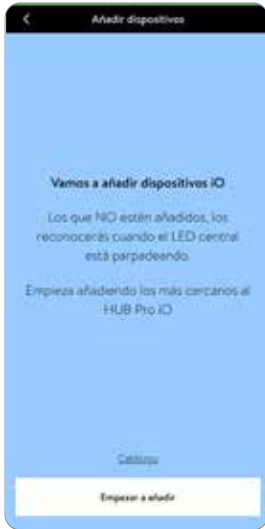 Añadir dispositivos
Vamos a añadir dispositivos iO
Los que NO estén añadidos, los
reconocerás cuando el LED central
está parpadeando.
Empieza añadiendo los más cercanos al
HUB Pro iO
Catálogo
Empezar a añadir